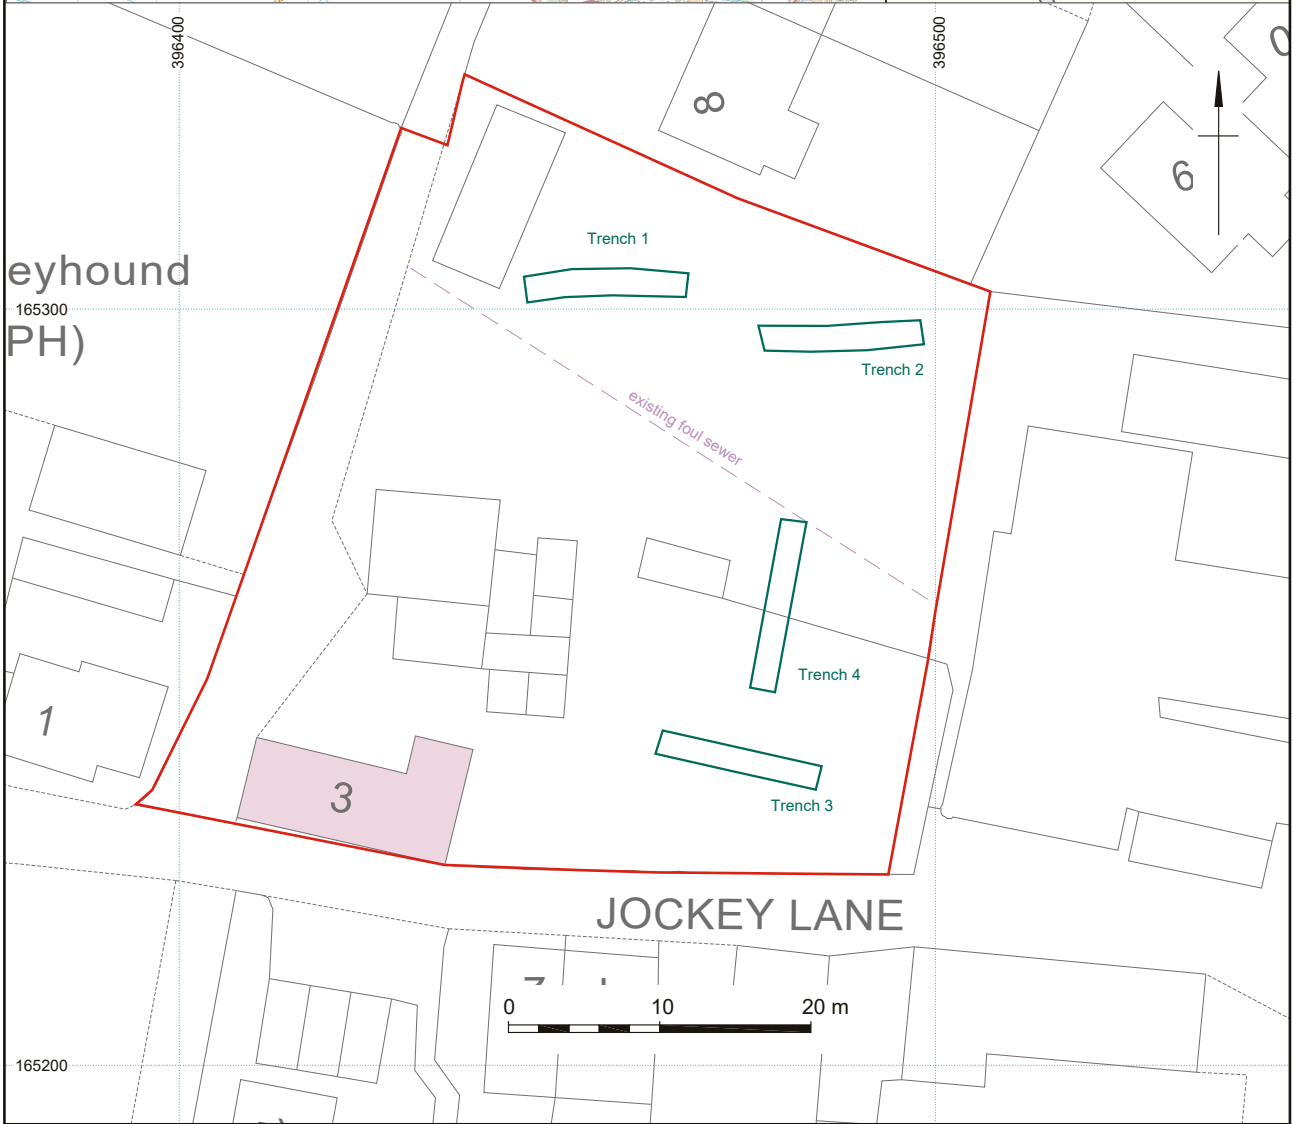 396400
396500
8
6
Trench 1
eyhound
165300
PH)
Trench 2
existing foul sewer
Trench 4
1
3
Trench 3
JOCKEY LANE
0 10 20 m
165200